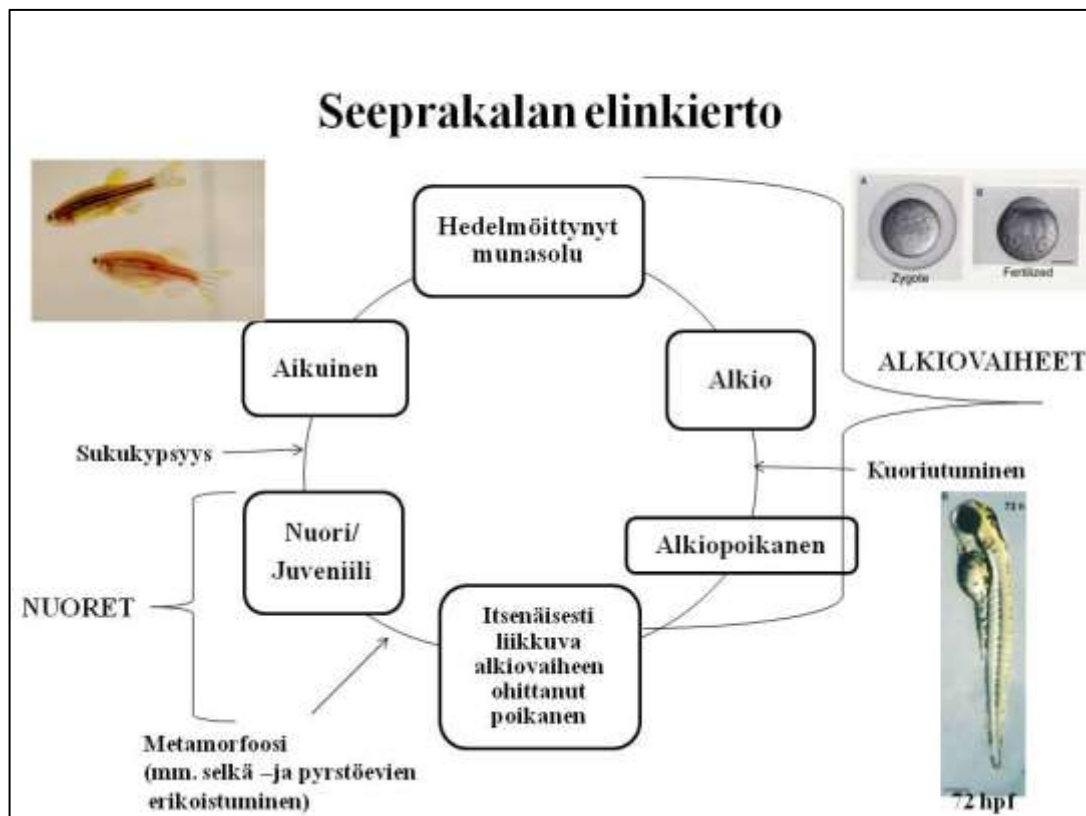 Seeprakalan elinkierto
Hedelmöittynyt
munasolu
A
B
Zygote
Fertilized
Aikuinen
Alkio
ALKIOVAIHEET
Sukukypsyys
Kuoriutuminen
Nuori/
Juveniili
Alkiopoikanen
72 h
NUORET
Itsenäisesti
liikkuva
alkiovaiheen
ohittanut
poikanen
Metamorfoosi
(mm. selkä –ja pyrstöevien
erikoistuminen)
72 hpf